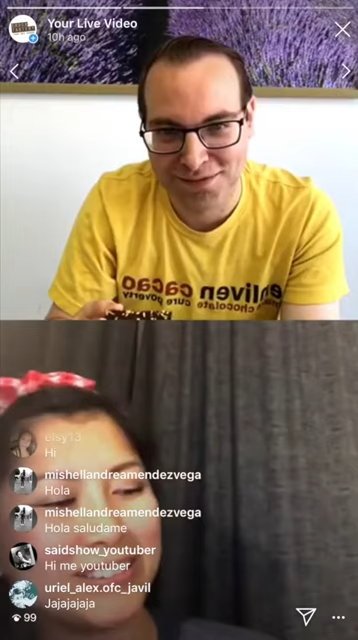 Your Live Video
10h ago
enliven cacao
chocolate cure poverty
elsy13
Hi
mishellandreamendezvega
Hola
mishellandreamendezvega
Hola saludame
saidshow_youtuber
Hi me youtuber
uriel_alex.ofc_javil
Jajajajaja
99